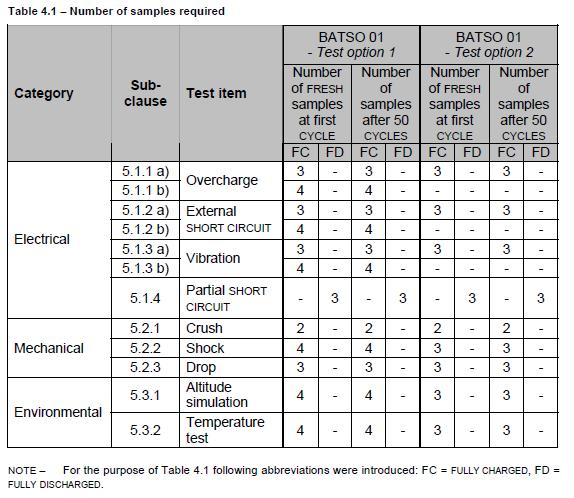 Table 4.1 – Number of samples required
Category
Sub-
clause
Test item
BATSO 01
- Test option 1
BATSO 01
- Test option 2
Number
of FRESH
samples
at first
CYCLE
Number
of
samples
after 50
CYCLES
Number
of FRESH
samples
at first
CYCLE
Number
of
samples
after 50
CYCLES
FC FD FC FD FC FD FC FD
Electrical
5.1.1 a) Overcharge 3 - 3 - 3 - 3 -
5.1.1 b) 4 - 4 - - - - -
5.1.2 a) External 3 - 3 - 3 - 3 -
5.1.2 b) SHORT CIRCUIT 4 - 4 - - - - -
5.1.3 a) Vibration 3 - 3 - 3 - 3 -
5.1.3 b) 4 - 4 - - - - -
5.1.4 Partial SHORT
CIRCUIT - 3 - 3 - 3 - 3
Mechanical
5.2.1 Crush 2 - 2 - 2 - 2 -
5.2.2 Shock 4 - 4 - 3 - 3 -
5.2.3 Drop 3 - 3 - 3 - 3 -
Environmental
5.3.1 Altitude
simulation 4 - 4 - 3 - 3 -
5.3.2 Temperature
test 4 - 4 - 3 - 3 -
NOTE – For the purpose of Table 4.1 following abbreviations were introduced: FC = FULLY CHARGED, FD =
FULLY DISCHARGED.